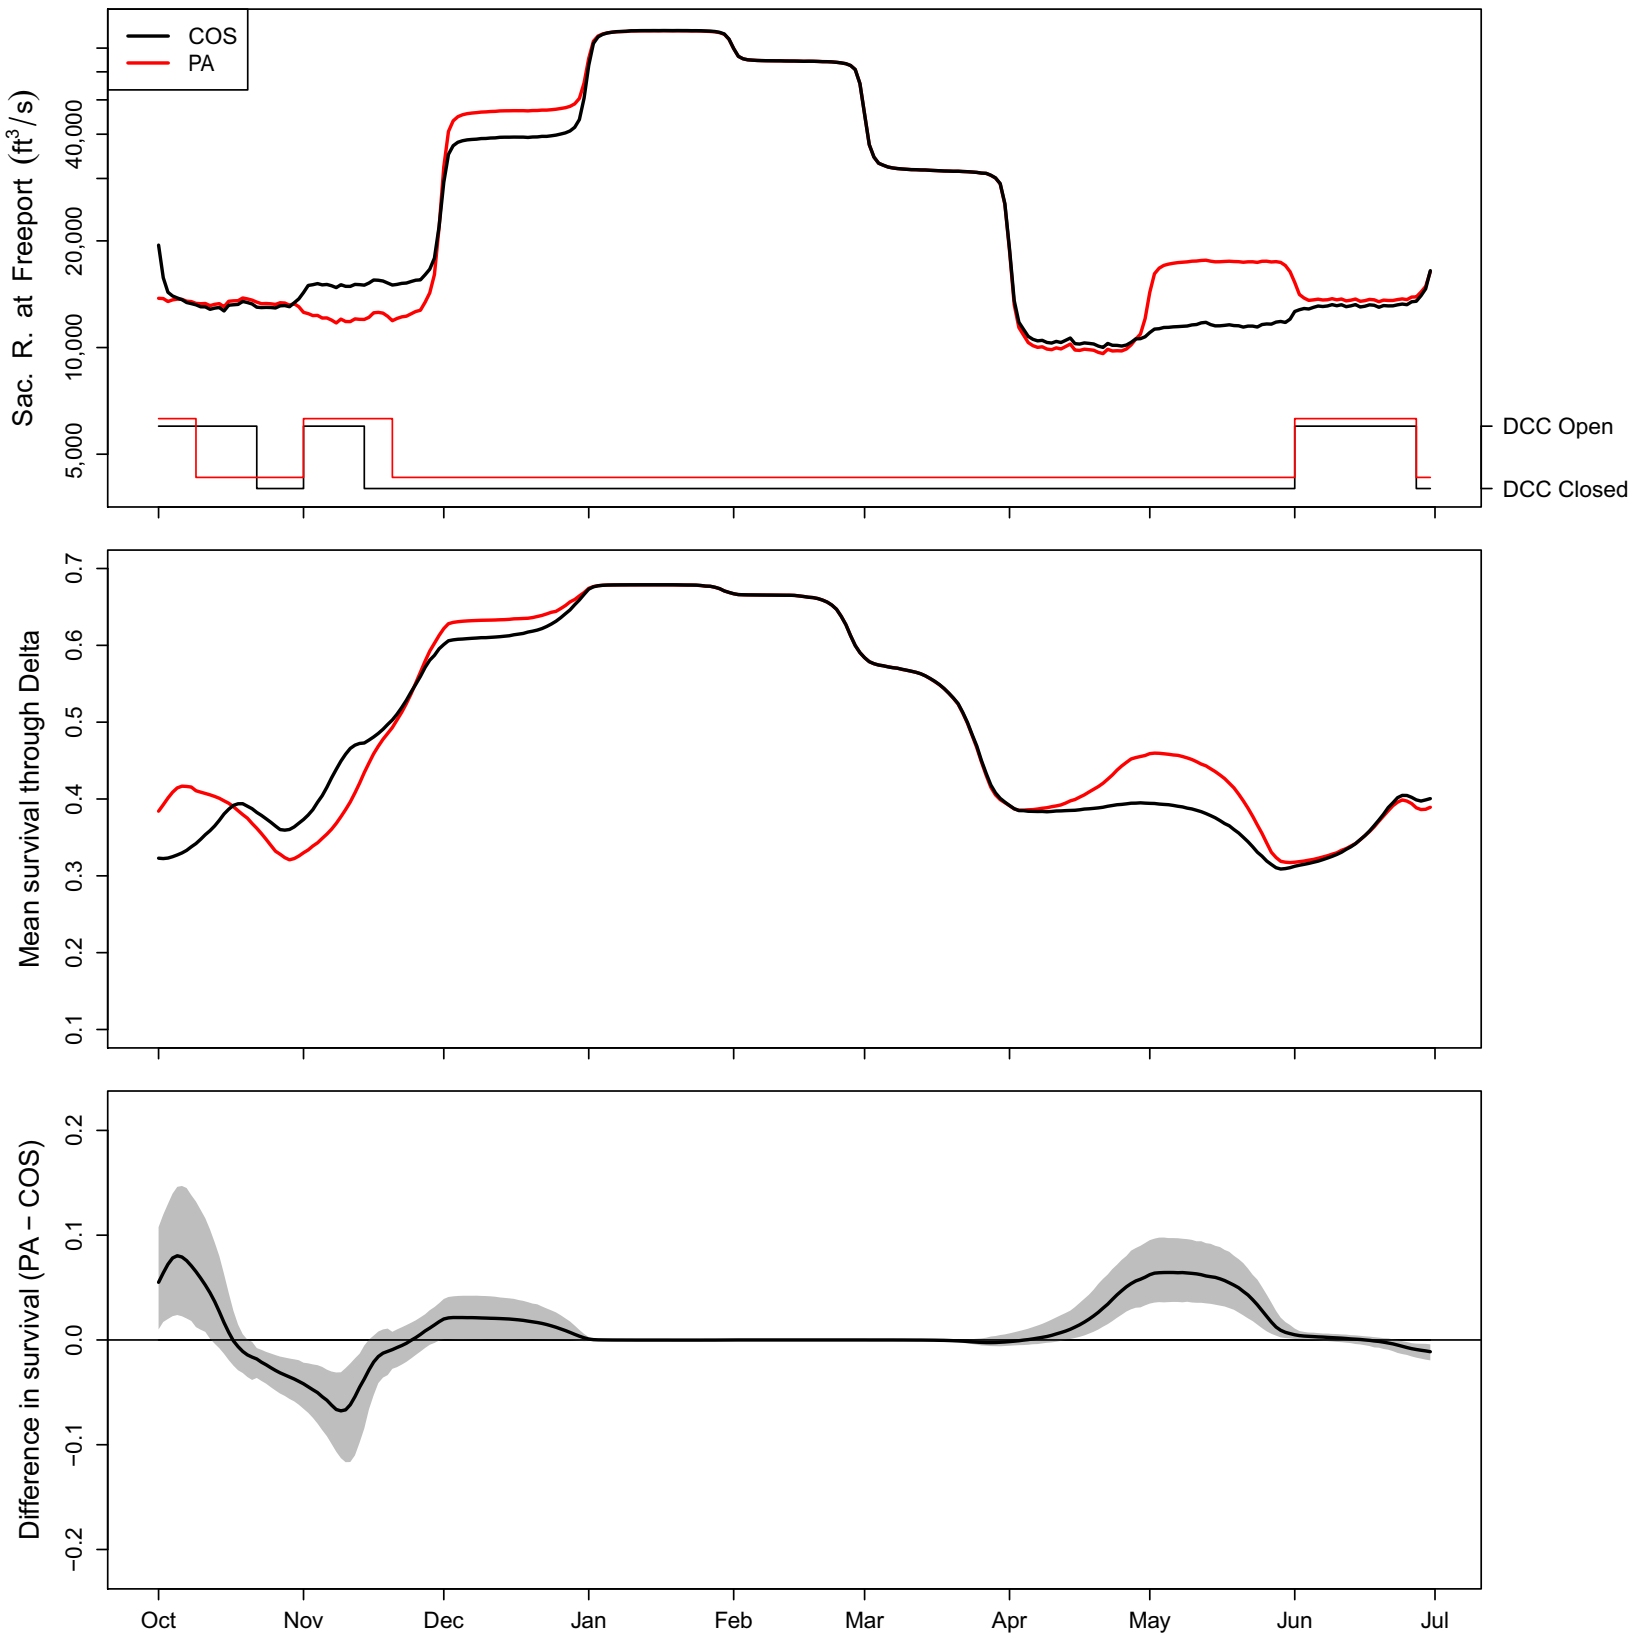 COS
PA
Sac. R. at Freeport (ft³/s)
40,000
20,000
10,000
5,000
DCC Open
DCC Closed
Mean survival through Delta
0.7
0.6
0.5
0.4
0.3
0.2
0.1
Difference in survival (PA − COS)
0.2
0.1
0.0
−0.1
−0.2
Oct Nov Dec Jan Feb Mar Apr May Jun Jul